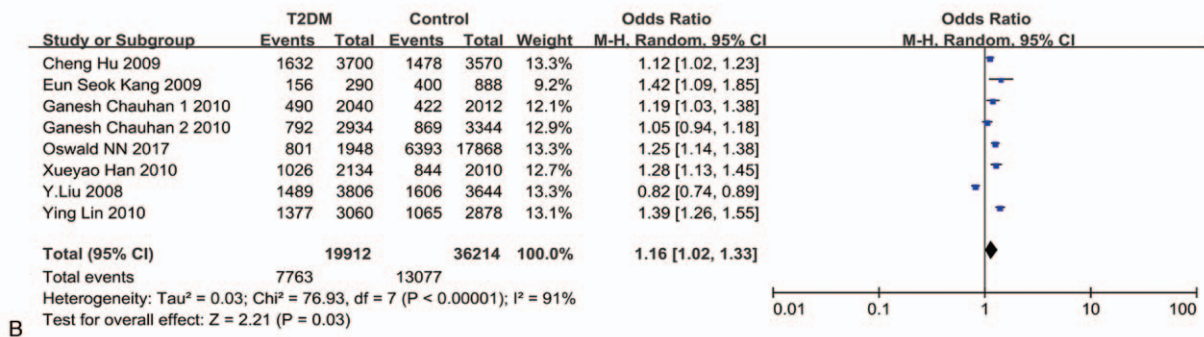 T2DM Control Odds Ratio Odds Ratio
Study or Subgroup Events Total Events Total Weight M-H. Random. 95% CI M-H. Random. 95% CI
Cheng Hu 2009 1632 3700 1478 3570 13.3% 1.12 [1.02, 1.23]
Eun Seok Kang 2009 156 290 400 888 9.2% 1.42 [1.09, 1.85]
Ganesh Chauhan 1 2010 490 2040 422 2012 12.1% 1.19 [1.03, 1.38]
Ganesh Chauhan 2 2010 792 2934 869 3344 12.9% 1.05 [0.94, 1.18]
Oswald NN 2017 801 1948 6393 17868 13.3% 1.25 [1.14, 1.38]
Xueyao Han 2010 1026 2134 844 2010 12.7% 1.28 [1.13, 1.45]
Y.Liu 2008 1489 3806 1606 3644 13.3% 0.82 [0.74, 0.89]
Ying Lin 2010 1377 3060 1065 2878 13.1% 1.39 [1.26, 1.55]
Total (95% CI) 19912 36214 100.0% 1.16 [1.02, 1.33]
Total events 7763 13077
Heterogeneity: Tau² = 0.03; Chi² = 76.93, df = 7 (P < 0.00001); I² = 91%
Test for overall effect: Z = 2.21 (P = 0.03)
0.01 0.1 1 10 100
B